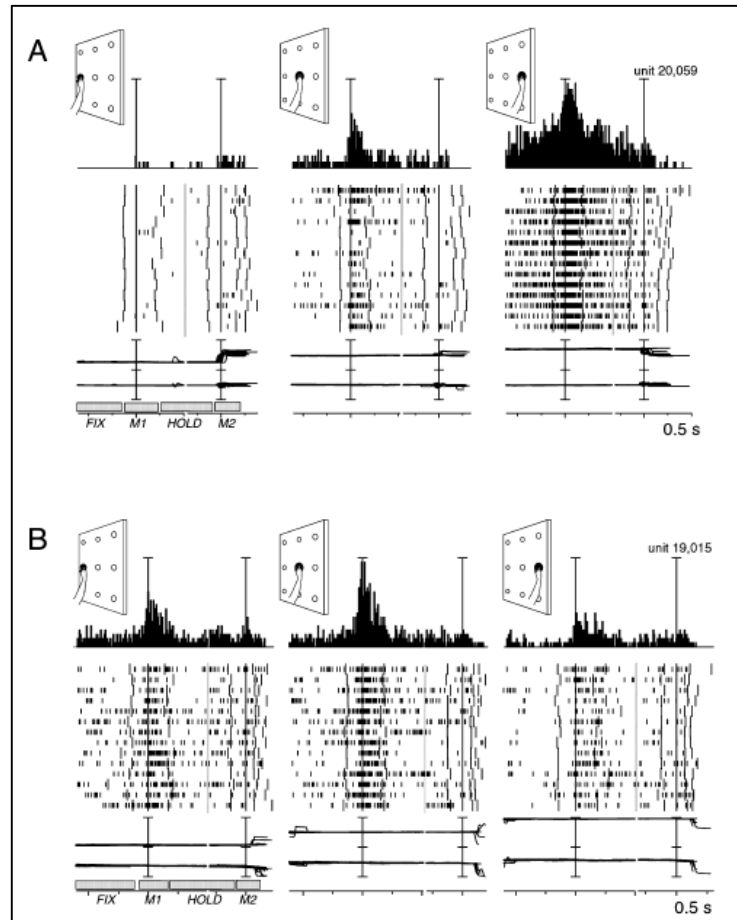 A
unit 20,059
FIX M1 HOLD M2
0.5 s
B
unit 19,015
FIX M1 HOLD M2
0.5 s